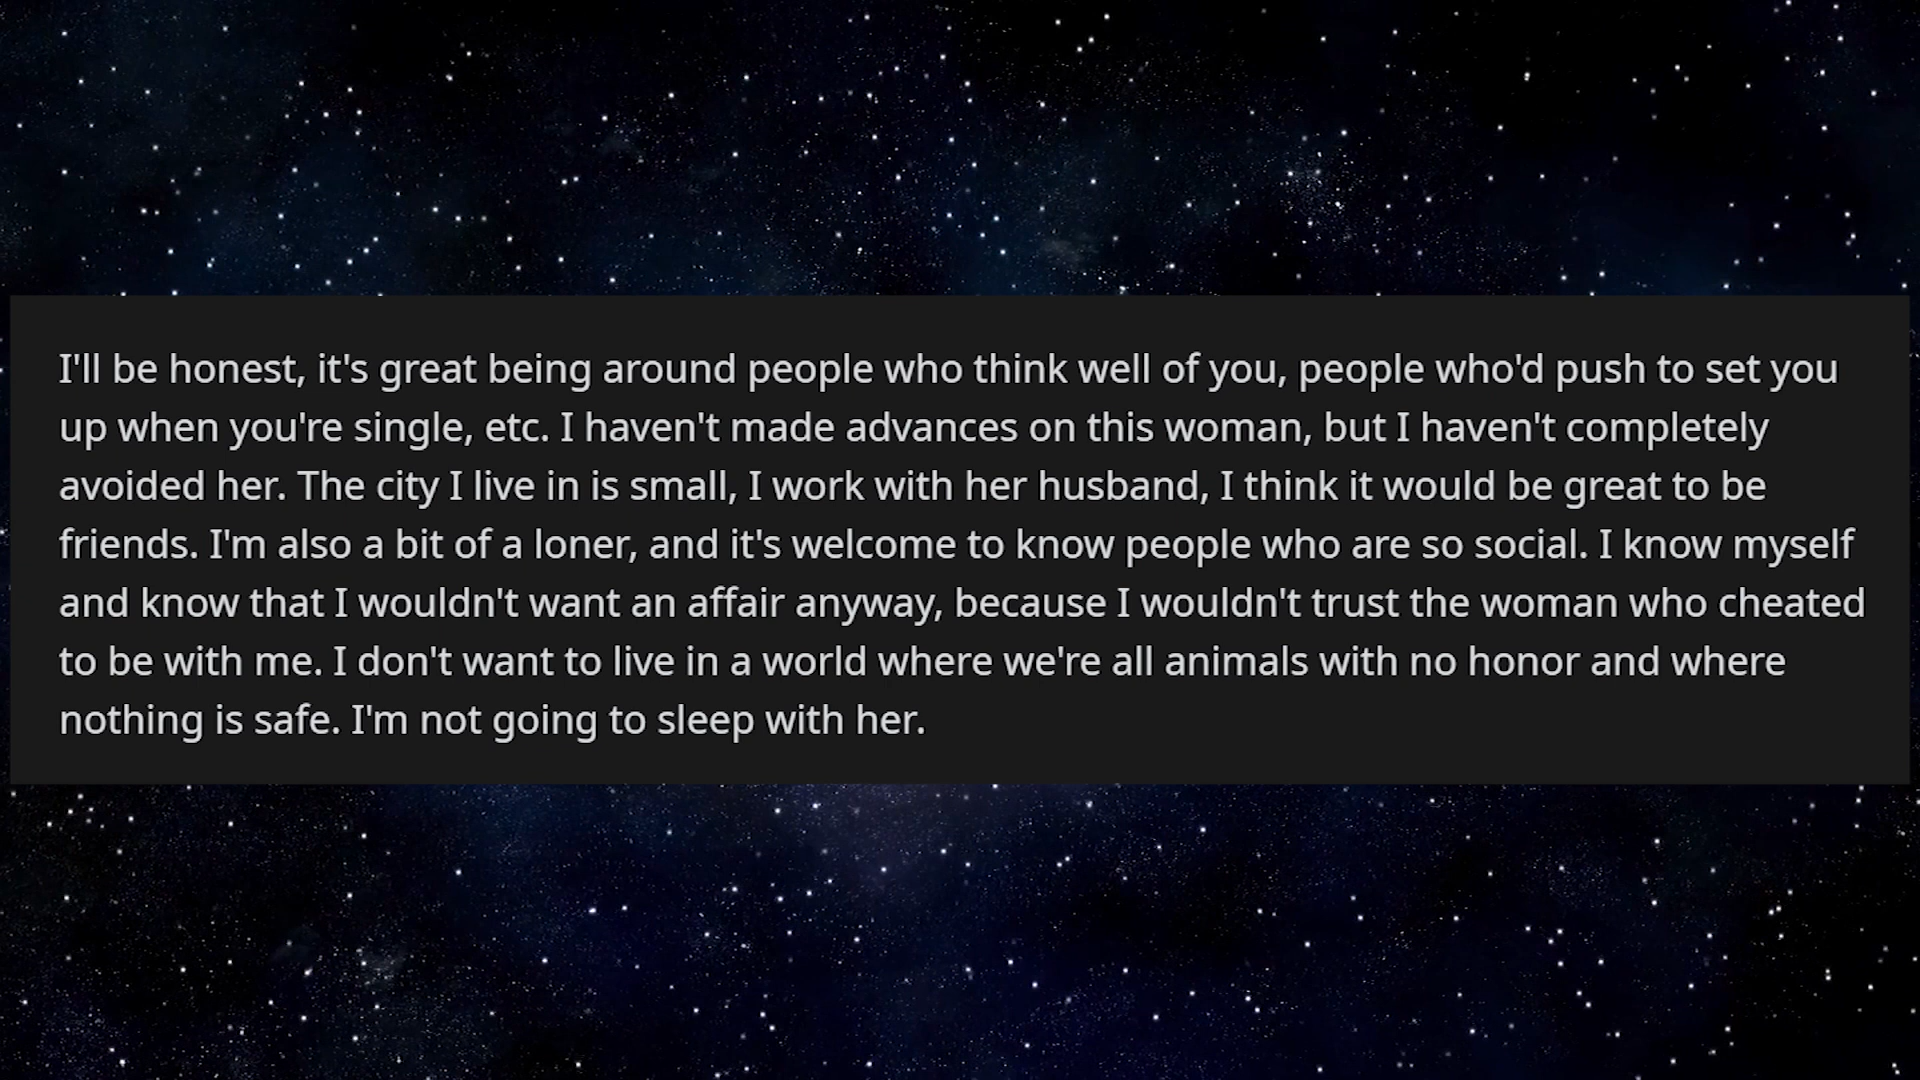 I'll be honest, it's great being around people who think well of you, people who'd push to set you
up when you're single, etc. I haven't made advances on this woman, but I haven't completely
avoided her. The city I live in is small, I work with her husband, I think it would be great to be
friends. I'm also a bit of a loner, and it's welcome to know people who are so social. I know myself
and know that I wouldn't want an affair anyway, because I wouldn't trust the woman who cheated
to be with me. I don't want to live in a world where we're all animals with no honor and where
nothing is safe. I'm not going to sleep with her.